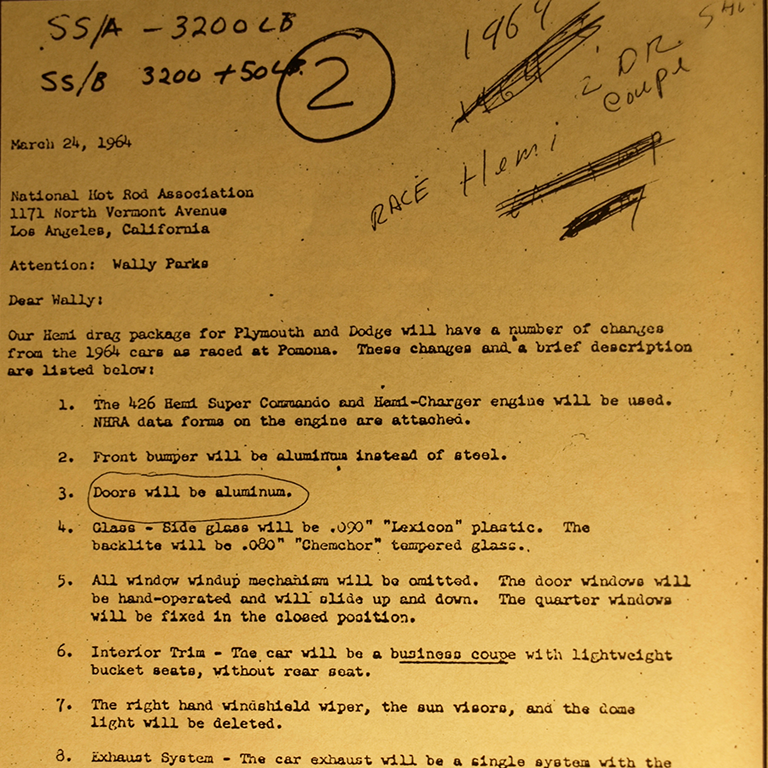 SS/A - 3200 LB
SS/B 3200 + 50 LB.
2
1964
2 DR
Coupe
RACE Hemi
March 24, 1964
National Hot Rod Association
1171 North Vermont Avenue
Los Angeles, California
Attention: Wally Parks
Dear Wally:
Our Hemi drag package for Plymouth and Dodge will have a number of changes
from the 1964 cars as raced at Pomona. These changes and a brief description
are listed below:
1. The 426 Hemi Super Commando and Hemi-Charger engine will be used.
NHRA data forms on the engine are attached.
2. Front bumper will be aluminum instead of steel.
3. Doors will be aluminum.
4. Glass - Side glass will be .090" "Lexicon" plastic. The
backlite will be .080" "Chemchor" tempered glass.
5. All window windup mechanism will be omitted. The door windows will
be hand-operated and will slide up and down. The quarter windows
will be fixed in the closed position.
6. Interior Trim - The car will be a business coupe with lightweight
bucket seats, without rear seat.
7. The right hand windshield wiper, the sun visors, and the dome
light will be deleted.
8. Exhaust System - The car exhaust will be a single system with the